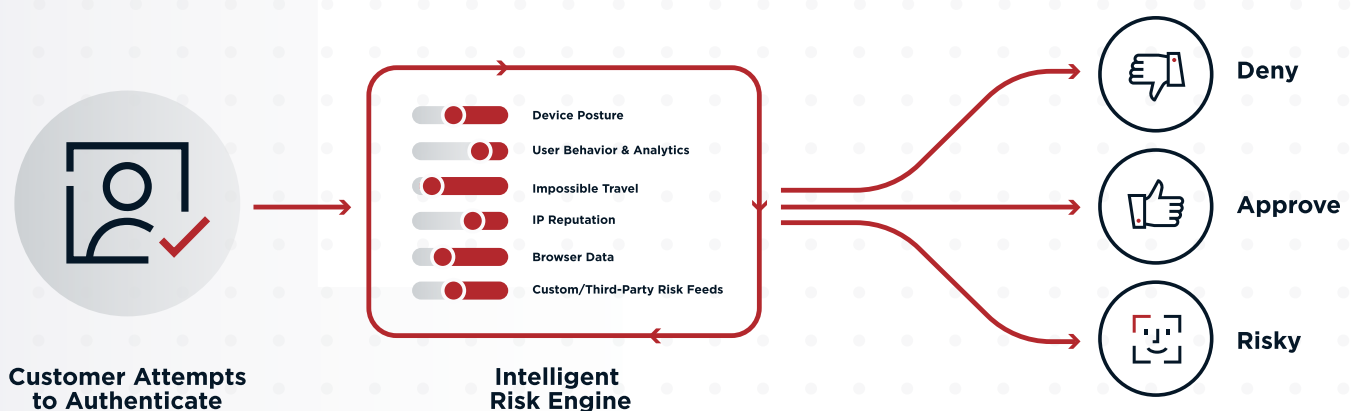 Customer Attempts
to Authenticate
Device Posture
User Behavior & Analytics
Impossible Travel
IP Reputation
Browser Data
Custom/Third-Party Risk Feeds
Intelligent
Risk Engine
Deny
Approve
Risky